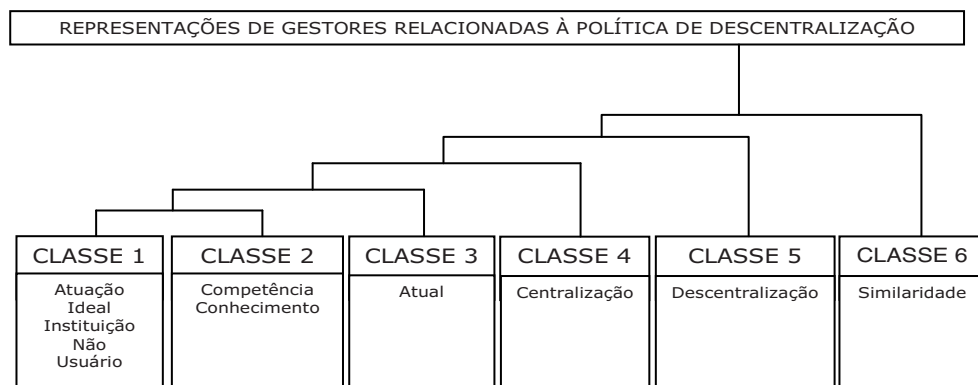 REPRESENTAÇÕES DE GESTORES RELACIONADAS À POLÍTICA DE DESCENTRALIZAÇÃO
CLASSE 1
Atuação
Ideal
Instituição
Não
Usuário
CLASSE 2
Competência
Conhecimento
CLASSE 3
Atual
CLASSE 4
Centralização
CLASSE 5
Descentralização
CLASSE 6
Similaridade